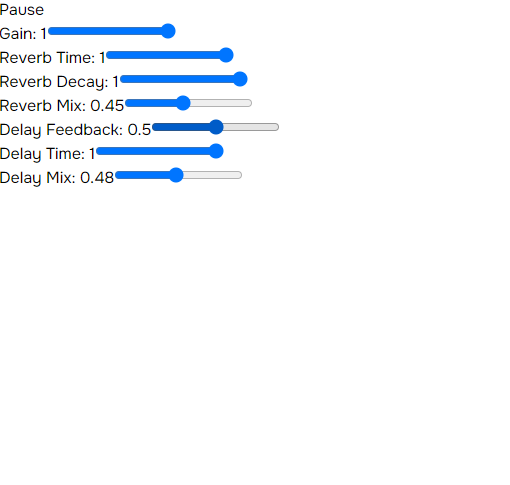 Pause
Gain: 1
Reverb Time: 1
Reverb Decay: 1
Reverb Mix: 0.45
Delay Feedback: 0.5
Delay Time: 1
Delay Mix: 0.48